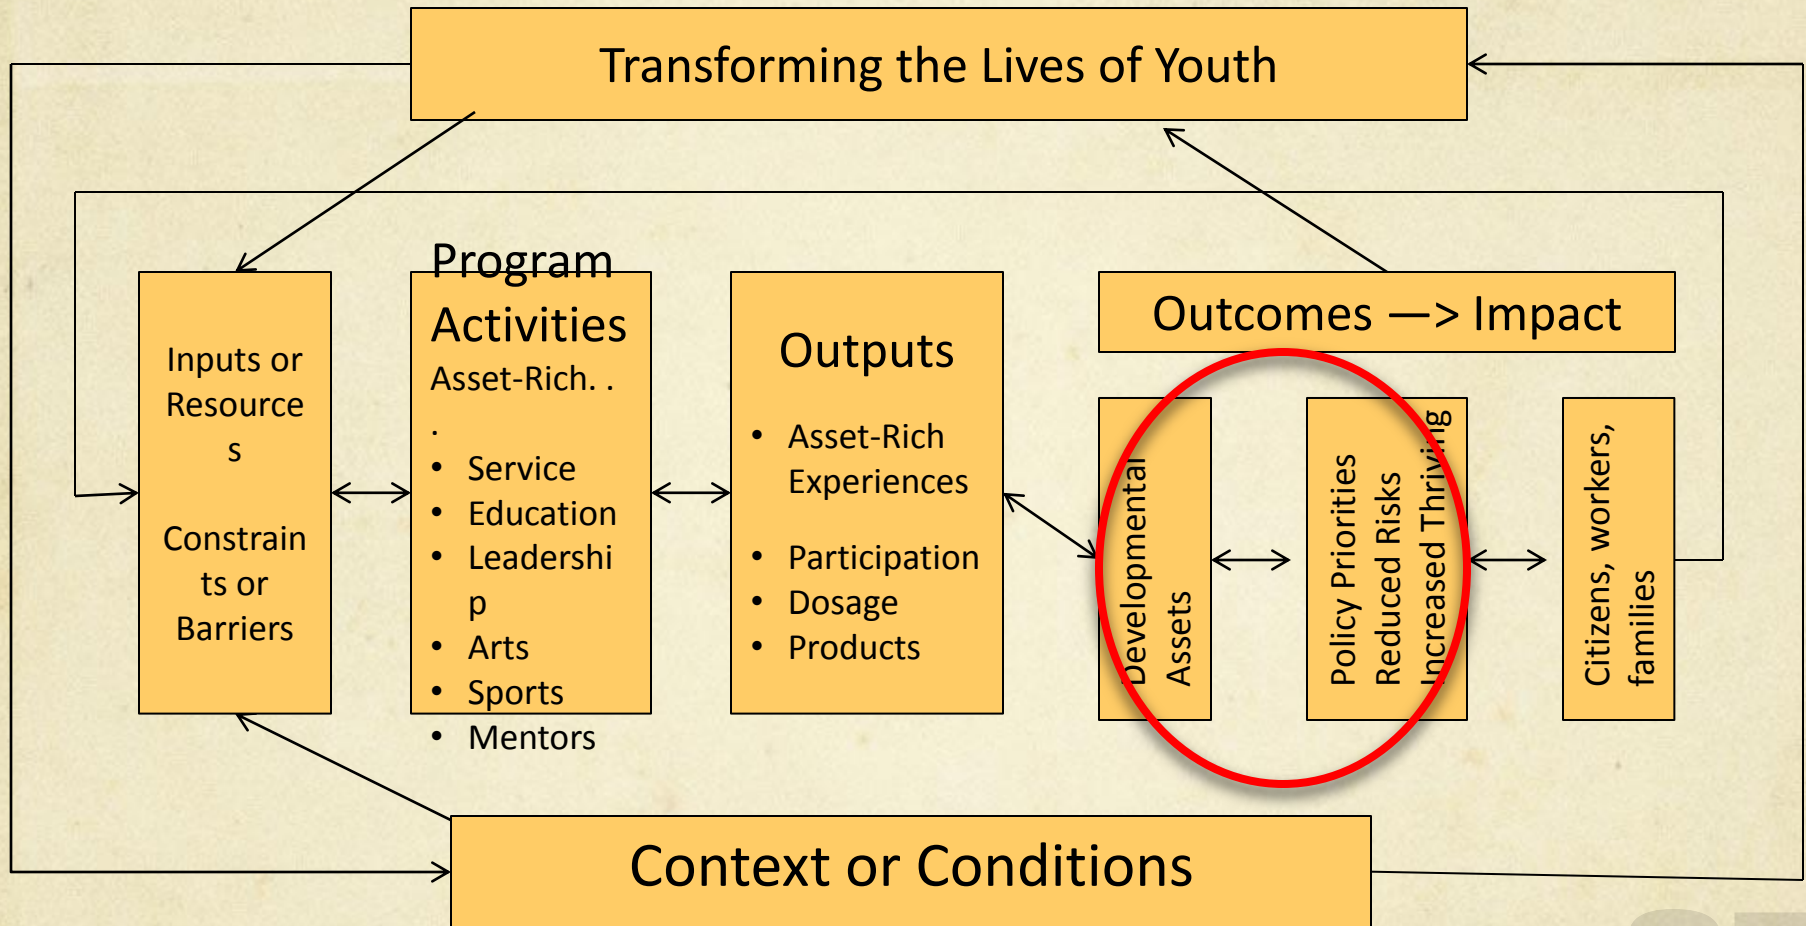 Transforming the Lives of Youth
Inputs or
Resource
s
Constrain
ts or
Barriers
Program
Activities
Asset-Rich. .
.
• Service
• Education
• Leadershi
p
• Arts
• Sports
• Mentors
Outputs
• Asset-Rich
Experiences
• Participation
• Dosage
• Products
Outcomes —> Impact
Developmental
Assets
Policy Priorities
Reduced Risks
Increased Thriving
Citizens, workers,
families
Context or Conditions